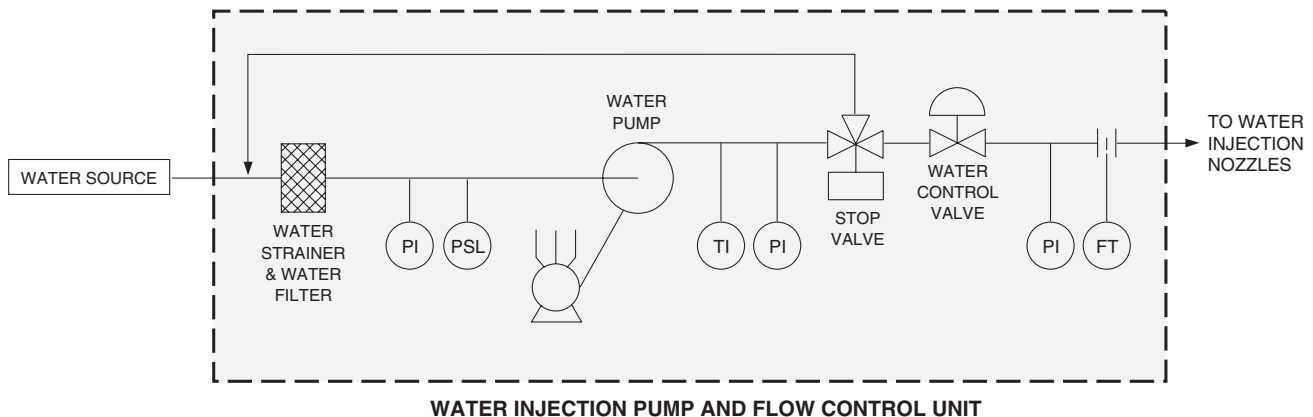 WATER SOURCE
WATER
STRAINER
& WATER
FILTER
PI
PSL
WATER
PUMP
TI
PI
STOP
VALVE
WATER
CONTROL
VALVE
PI
FT
TO WATER
INJECTION
NOZZLES
WATER INJECTION PUMP AND FLOW CONTROL UNIT